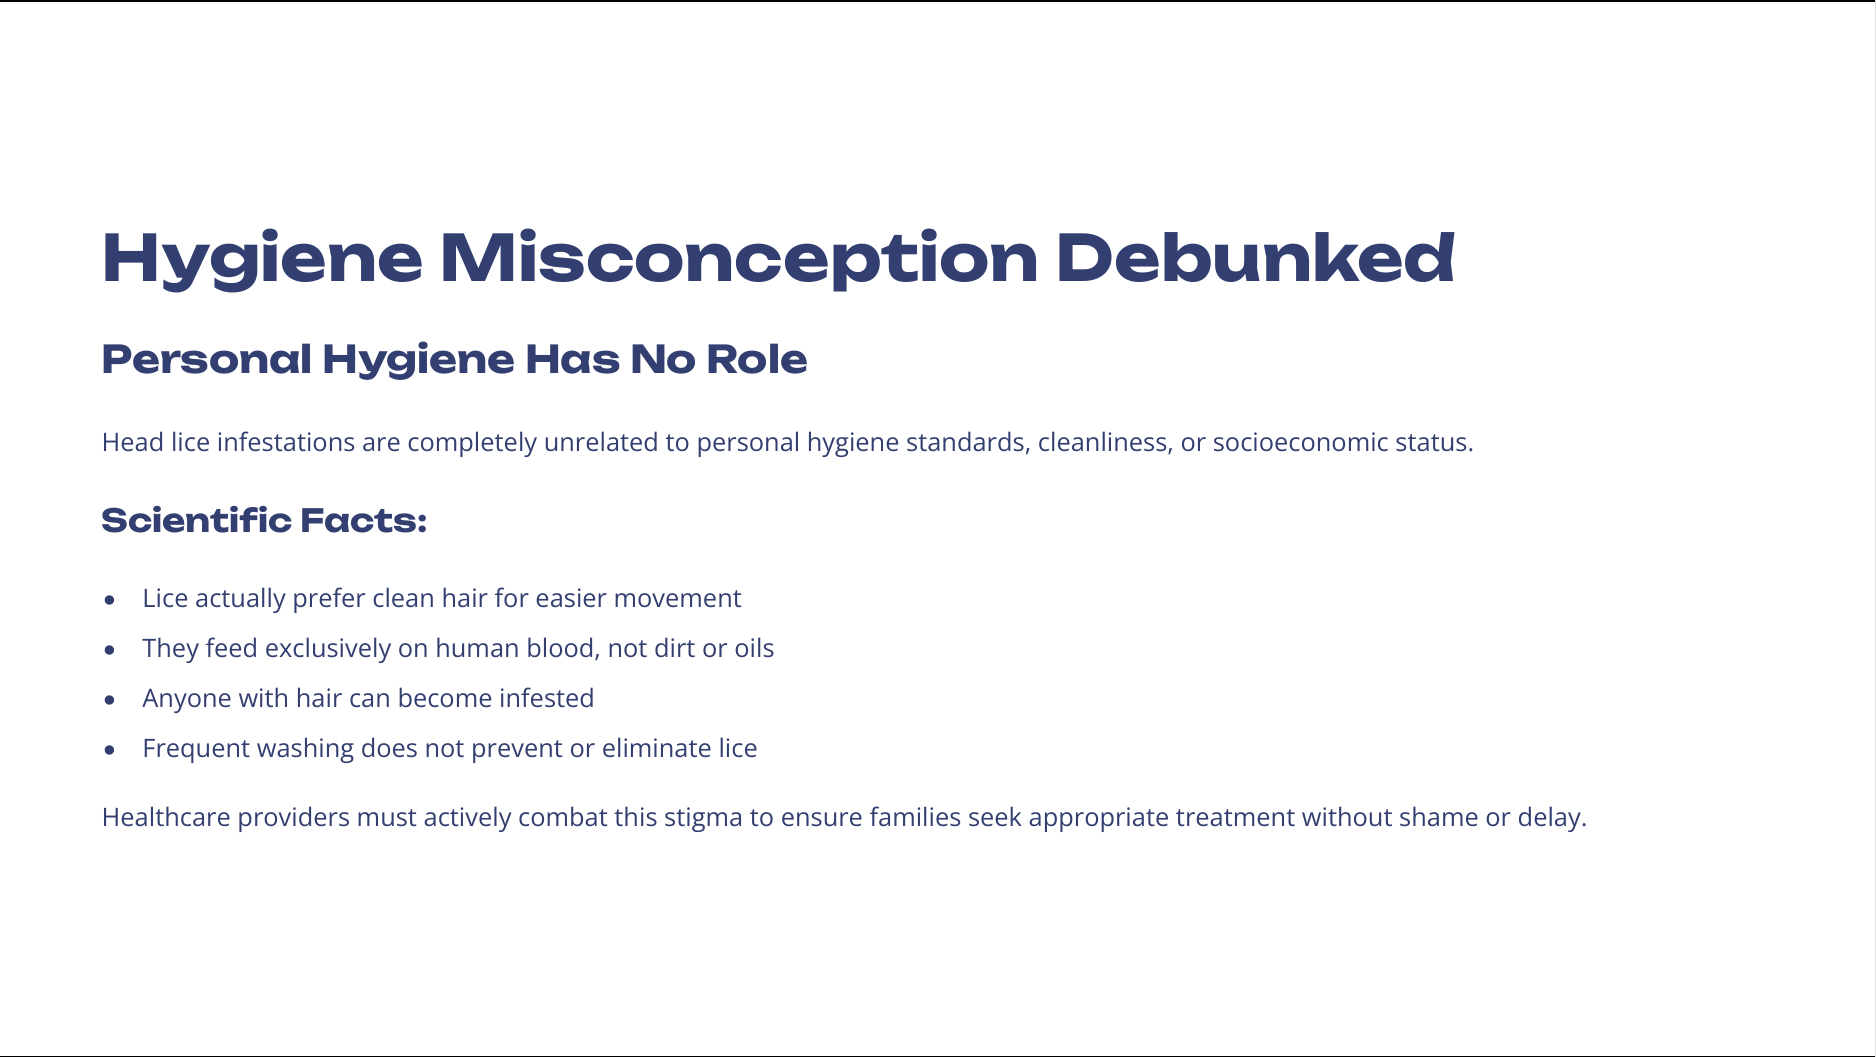 Hygiene Misconception Debunked
Personal Hygiene Has No Role
Head lice infestations are completely unrelated to personal hygiene standards, cleanliness, or socioeconomic status.
Scientific Facts:
• Lice actually prefer clean hair for easier movement
• They feed exclusively on human blood, not dirt or oils
• Anyone with hair can become infested
• Frequent washing does not prevent or eliminate lice
Healthcare providers must actively combat this stigma to ensure families seek appropriate treatment without shame or delay.